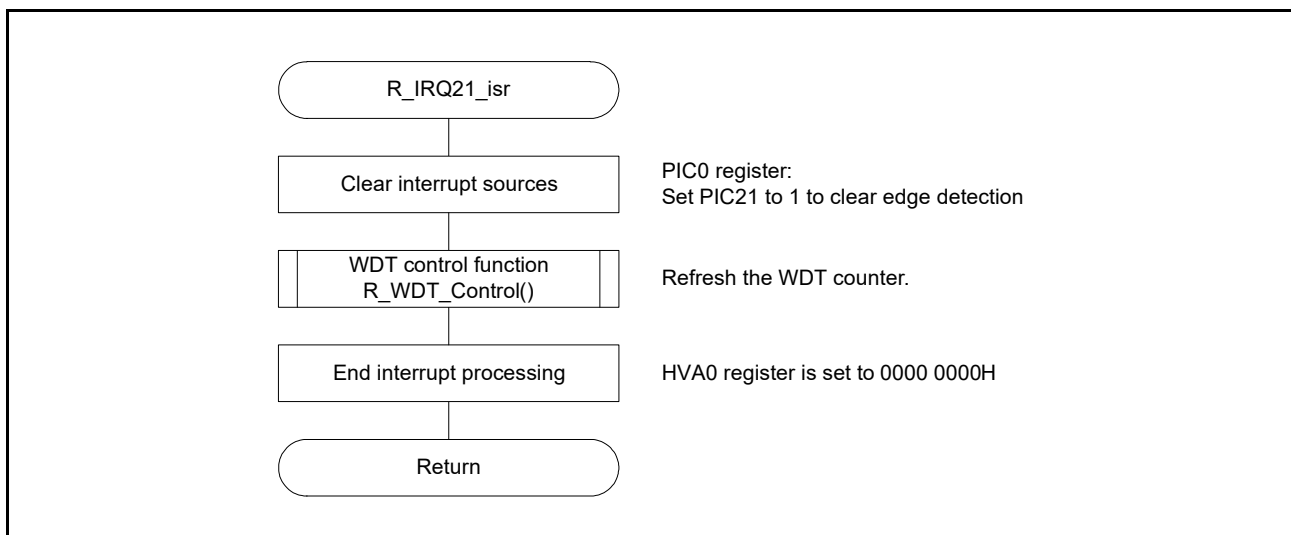 R_IRQ21_isr
Clear interrupt sources
PIC0 register:
Set PIC21 to 1 to clear edge detection
WDT control function
R_WDT_Control()
Refresh the WDT counter.
End interrupt processing
HVA0 register is set to 0000 0000H
Return